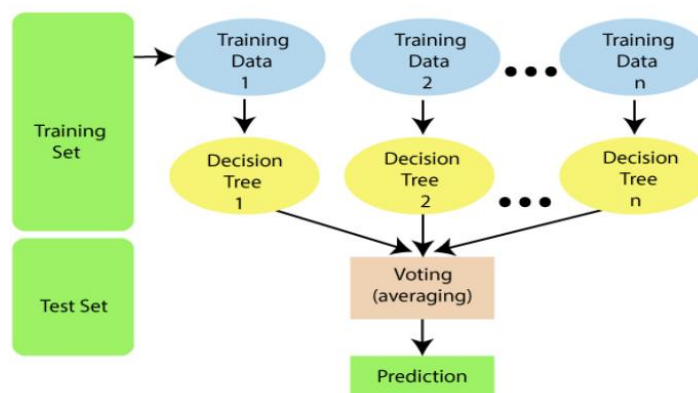 Training
Set
Test Set
Training
Data
1
Training
Data
2
Training
Data
n
Decision
Tree
1
Decision
Tree
2
Decision
Tree
n
Voting
(averaging)
Prediction